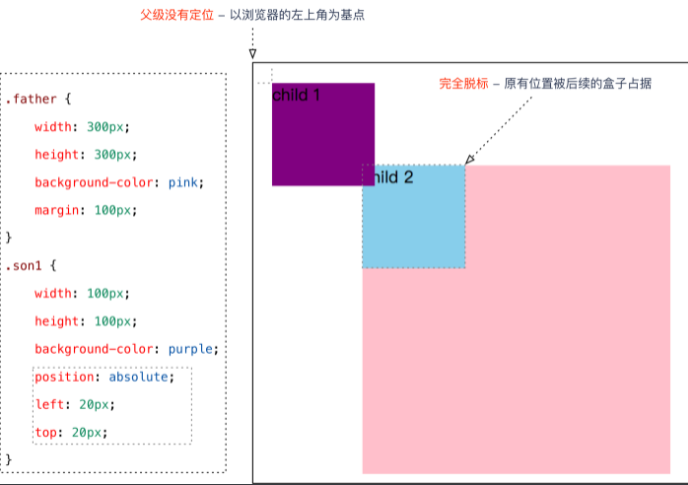 父级没有定位 – 以浏览器的左上角为基点
完全脱标 – 原有位置被后续的盒子占据
.father {
width: 300px;
height: 300px;
background-color: pink;
margin: 100px;
}
.son1 {
width: 100px;
height: 100px;
background-color: purple;
position: absolute;
left: 20px;
top: 20px;
}
child 1
hild 2